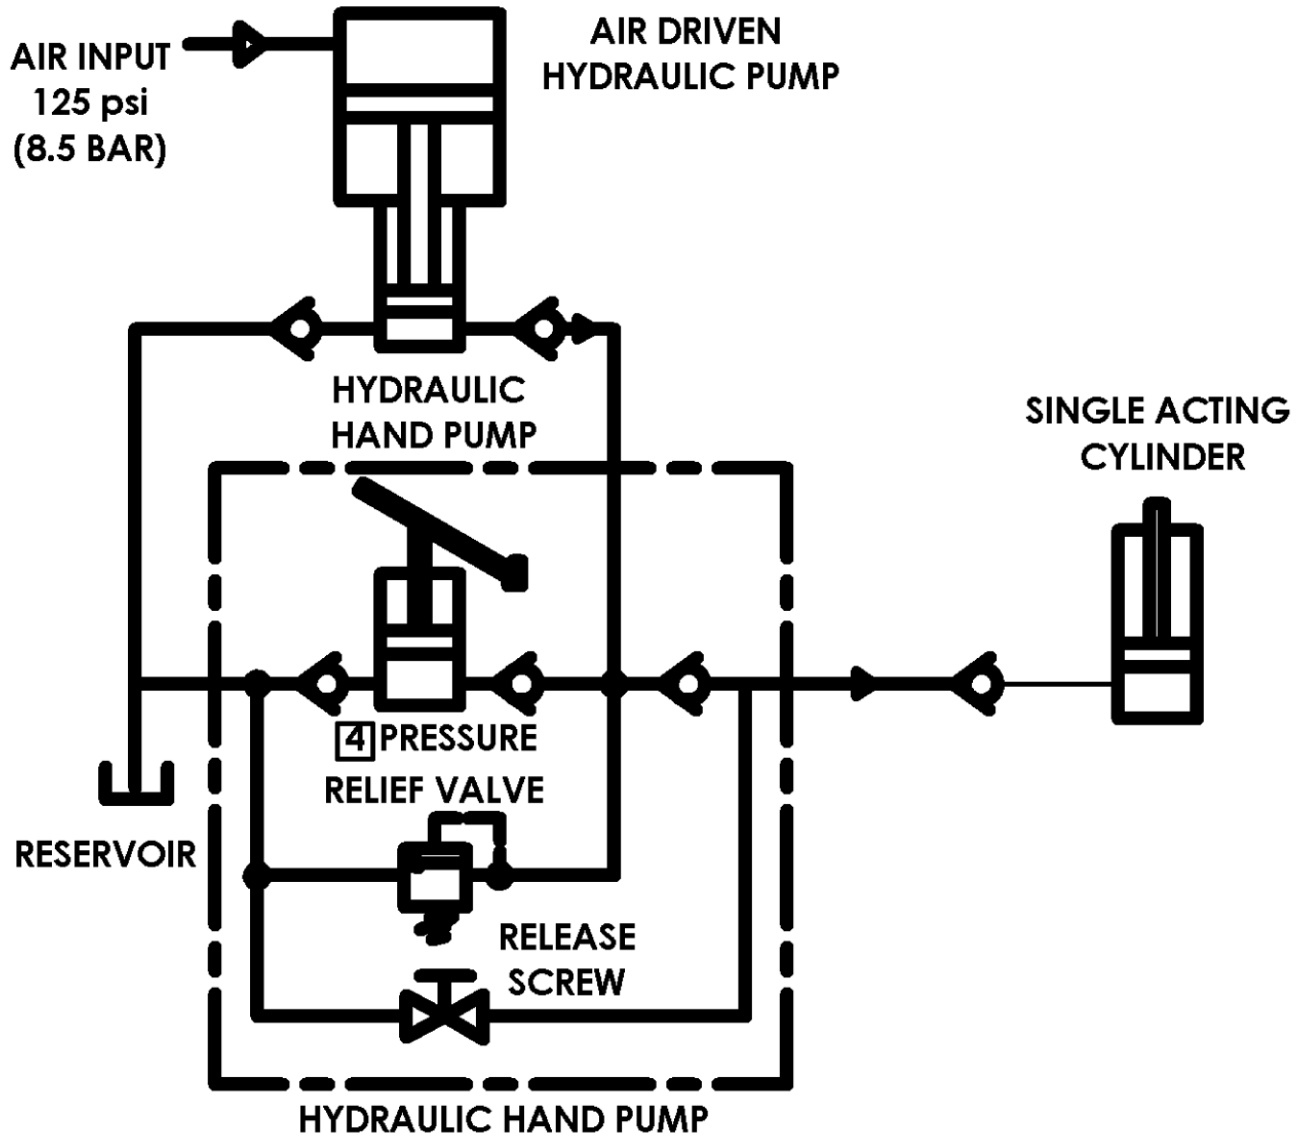 AIR INPUT
125 psi
(8.5 BAR)
AIR DRIVEN
HYDRAULIC PUMP
HYDRAULIC
HAND PUMP
SINGLE ACTING
CYLINDER
4 PRESSURE
RELIEF VALVE
RESERVOIR
RELEASE
SCREW
HYDRAULIC HAND PUMP